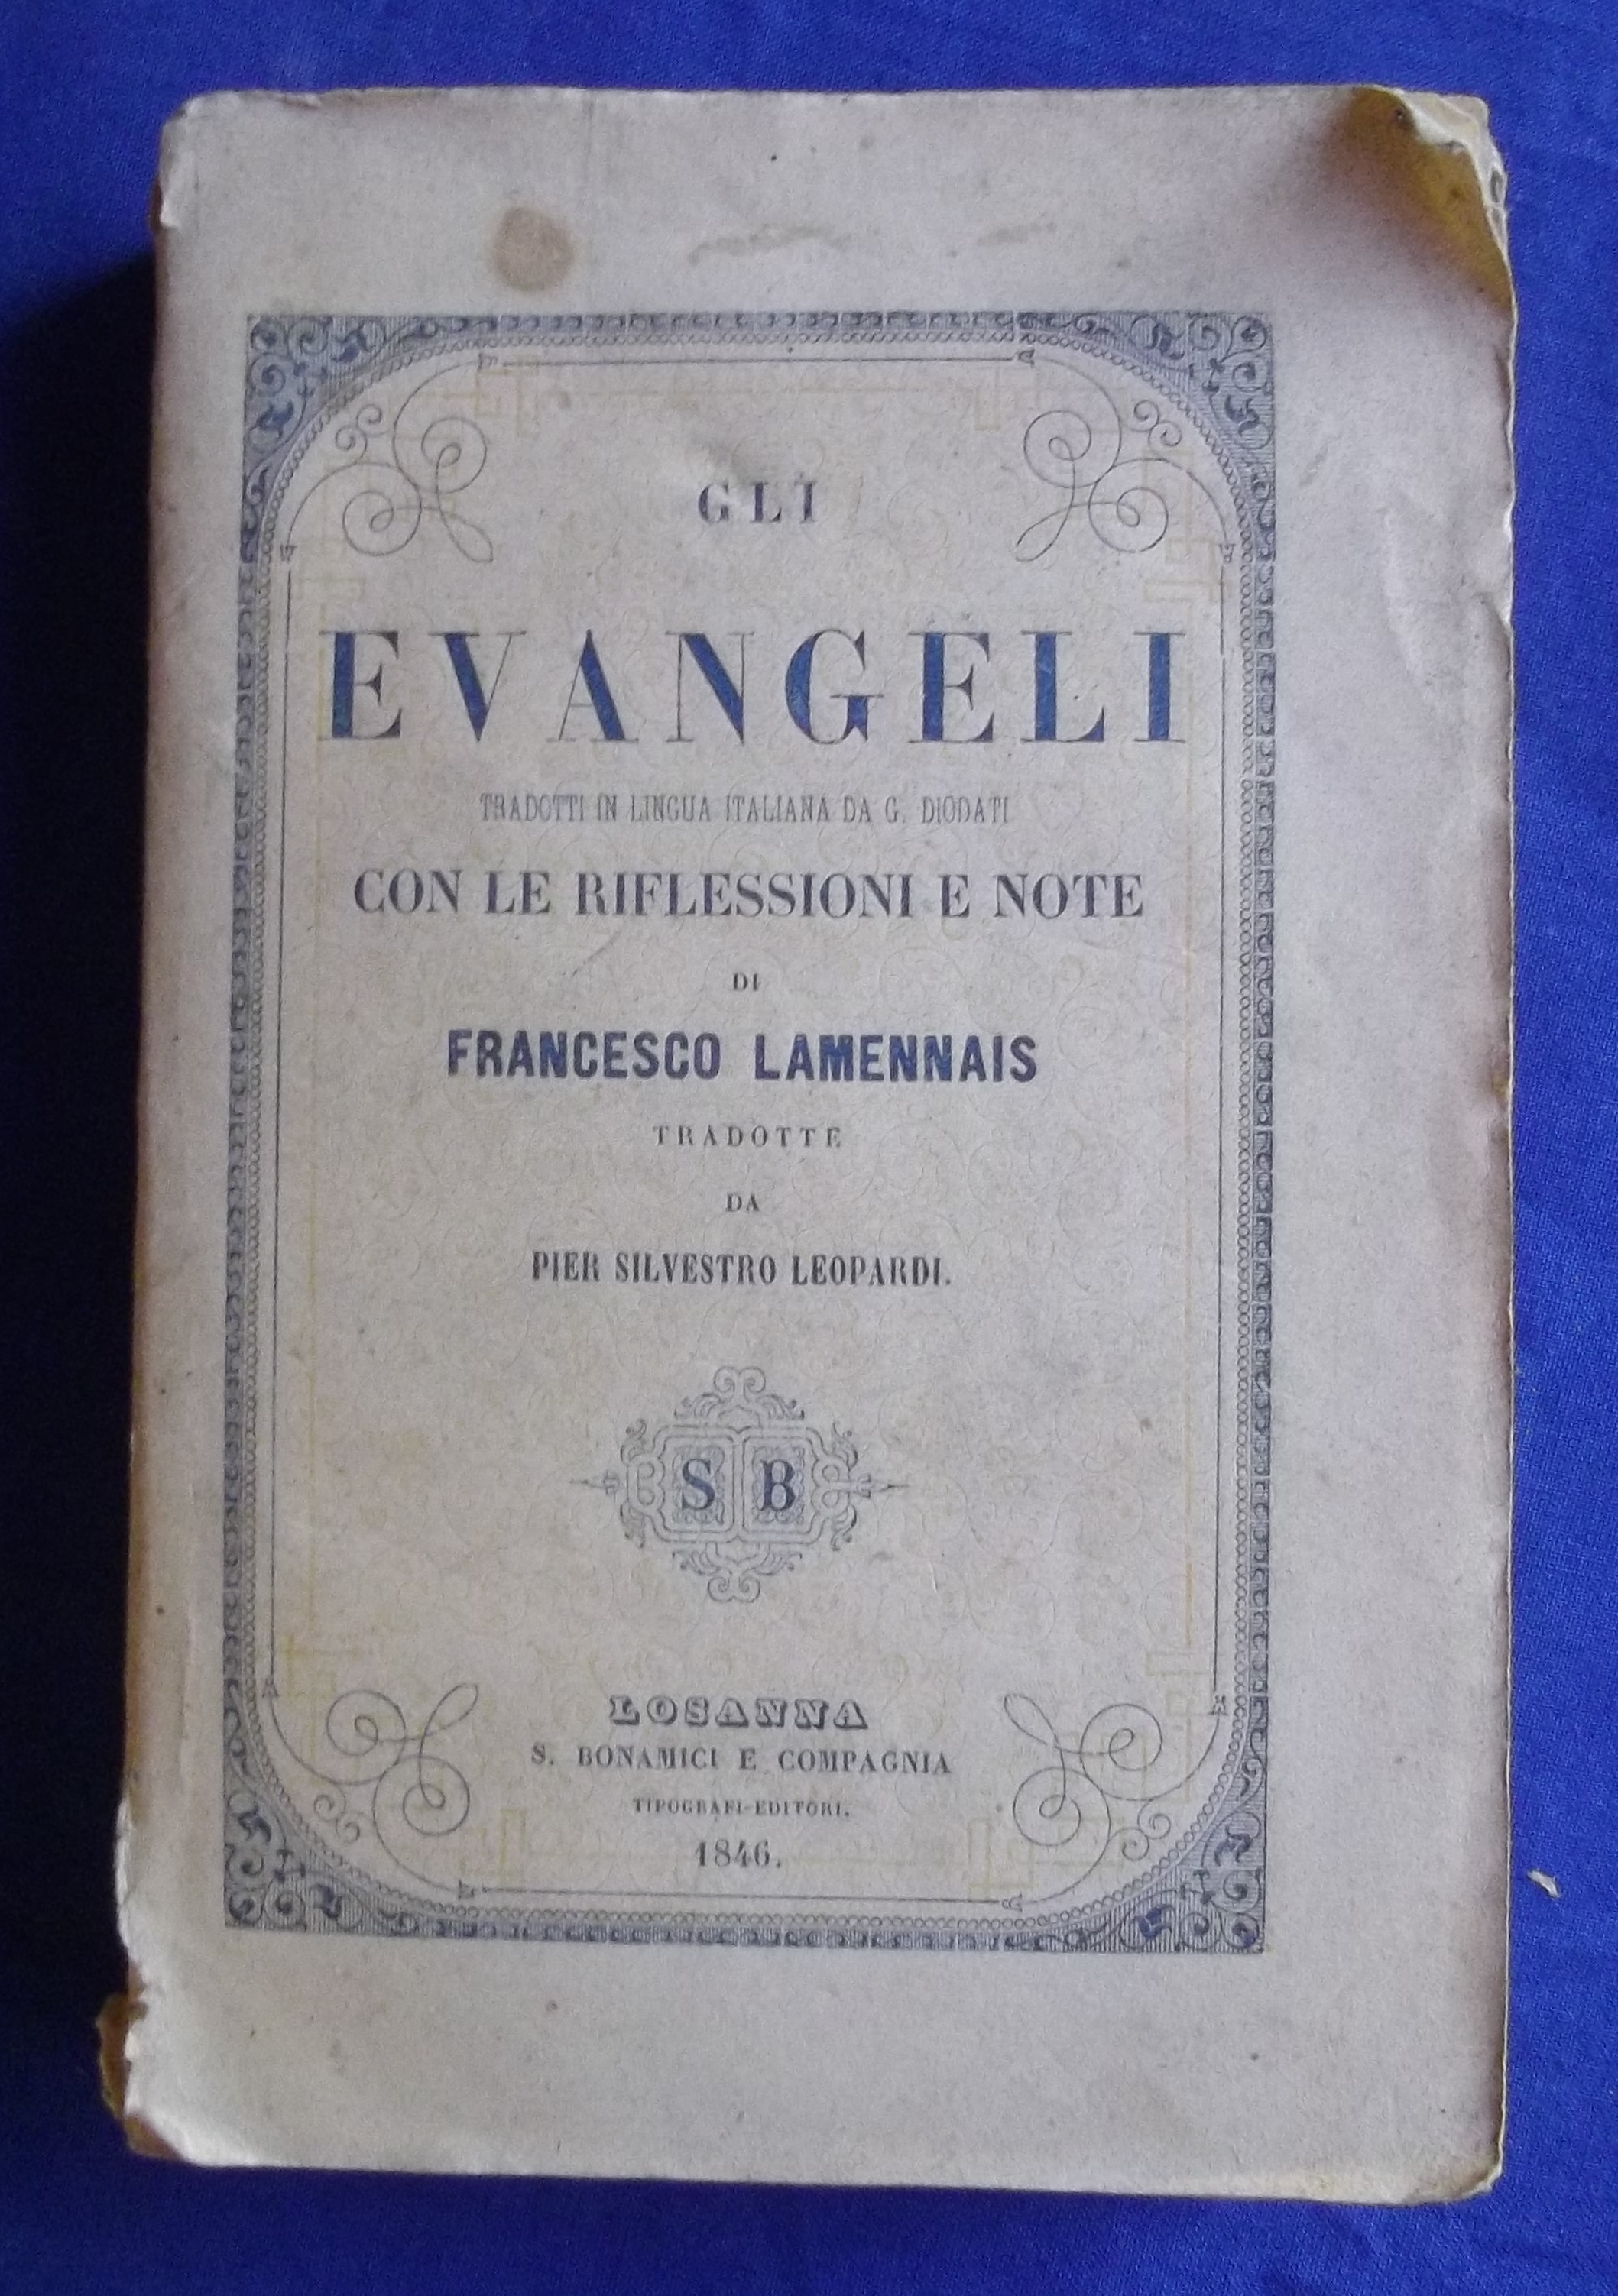 GLI
EVANGELI
TRADOTTI IN LINGUA ITALIANA DA G. DIODATI
CON LE RIFLESSIONI E NOTE
DI
FRANCESCO LAMENNAIS
TRADOTTE
DA
PIER SILVESTRO LEOPARDI.
S B
LOSANNA
S. BONAMICI E COMPAGNIA
TIPOGRAFI-EDITORI.
1846.